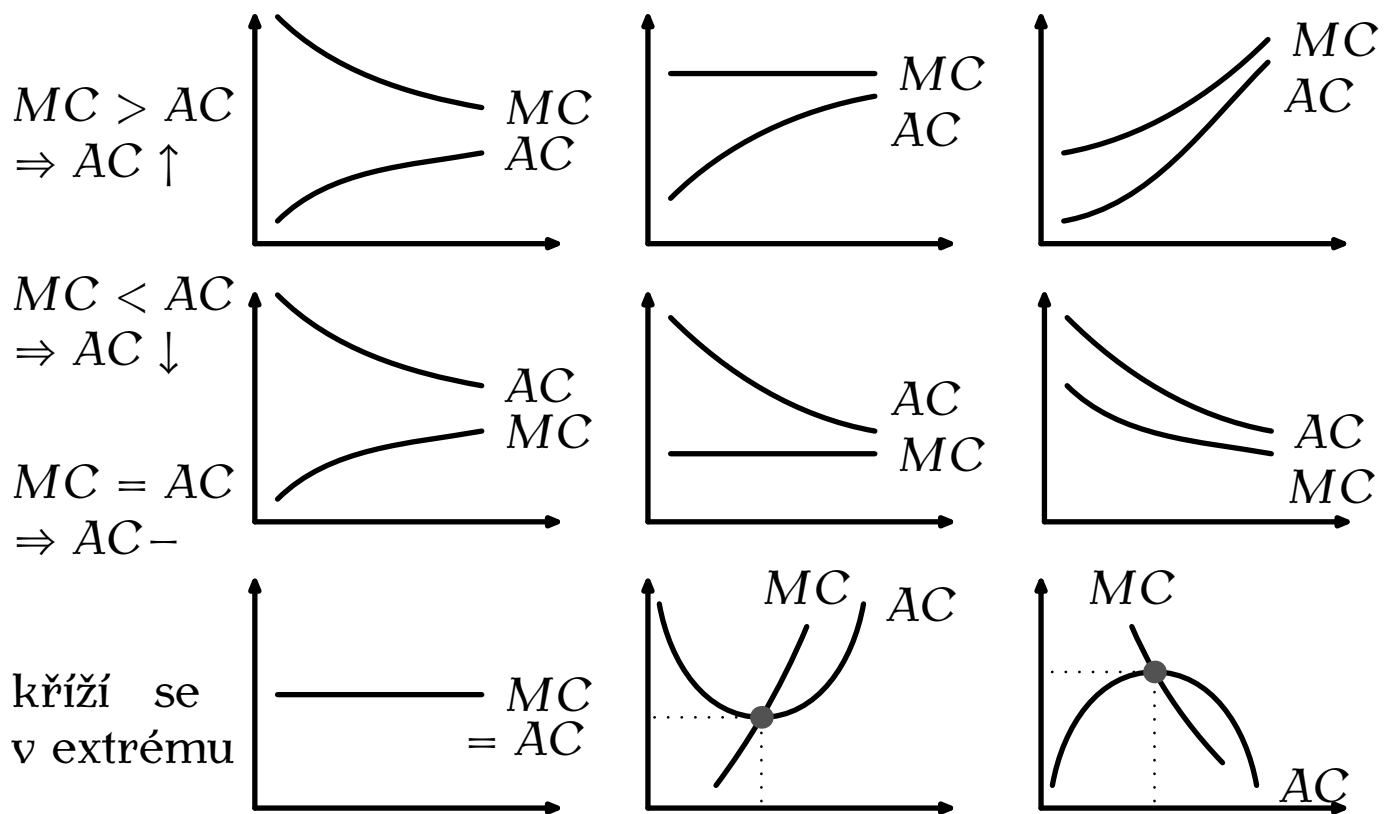 MC > AC
⇒ AC ↑
MC
AC
MC
AC
MC
AC
MC < AC
⇒ AC ↓
AC
MC
AC
MC
AC
MC
MC = AC
⇒ AC−
kříží se
v extrému
MC
= AC
MC
AC
MC
AC